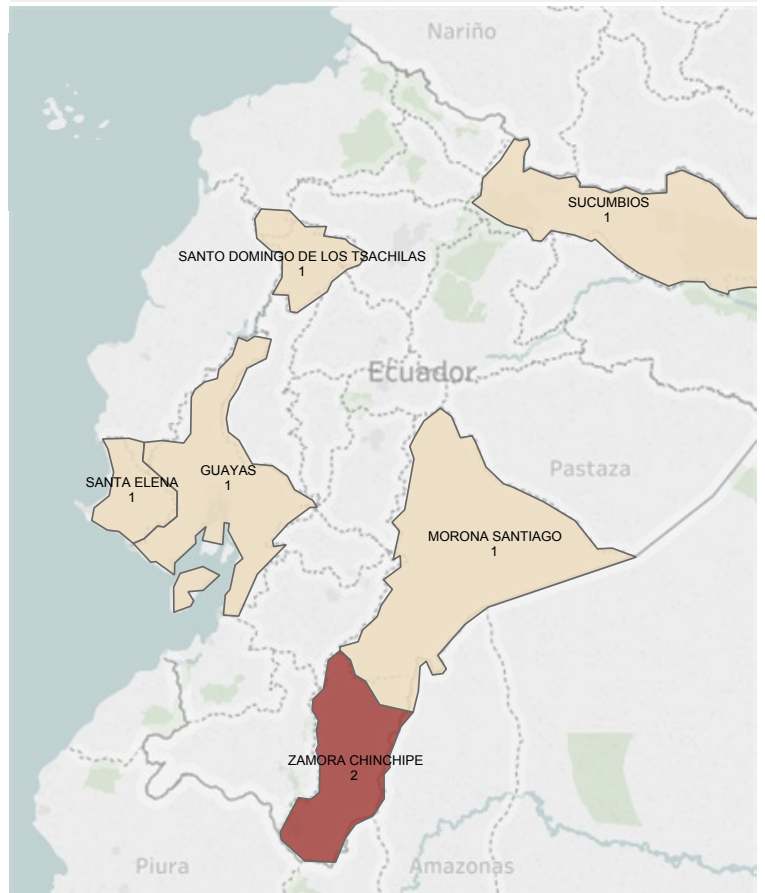 Nariño
SUCUMBIOS
1
SANTO DOMINGO DE LOS TSACHILAS
1
Ecuador
SANTA ELENA
1
GUAYAS
1
Pastaza
MORONA SANTIAGO
1
ZAMORA CHINCHIPE
2
Piura
Amazonas